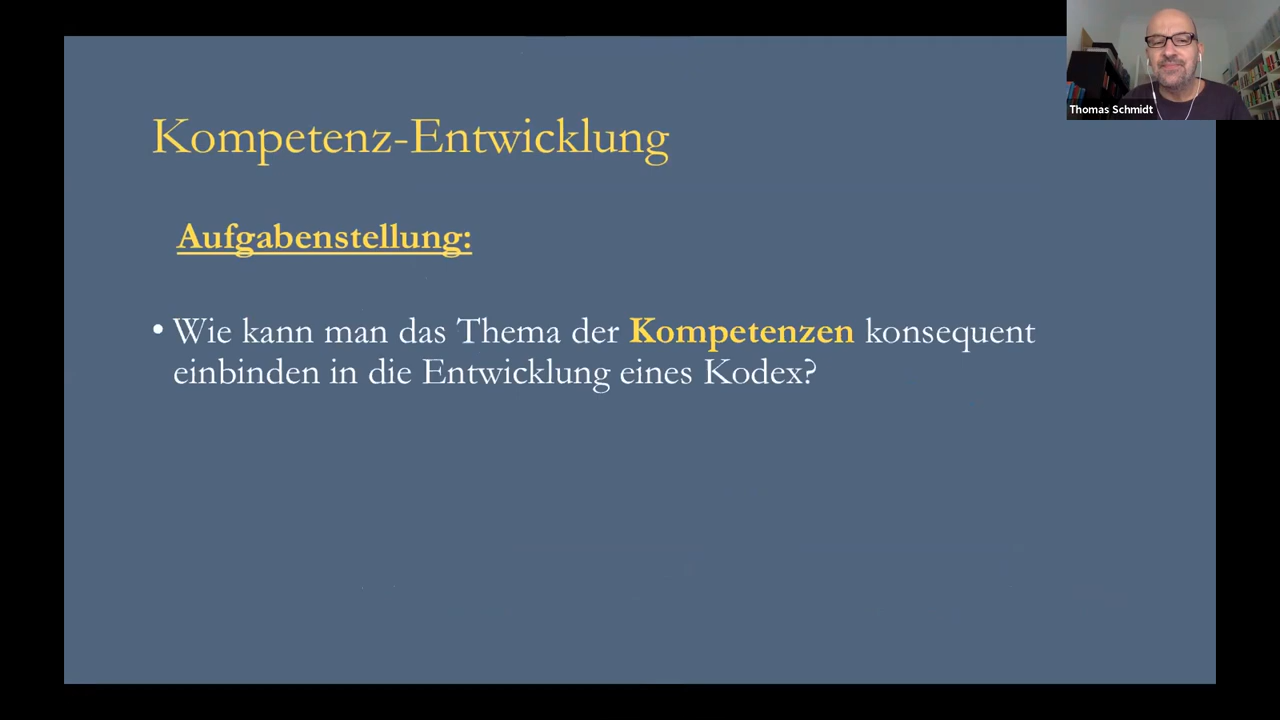 Kompetenz-Entwicklung
Aufgabenstellung:
• Wie kann man das Thema der Kompetenzen konsequent
einbinden in die Entwicklung eines Kodex?
Thomas Schmidt